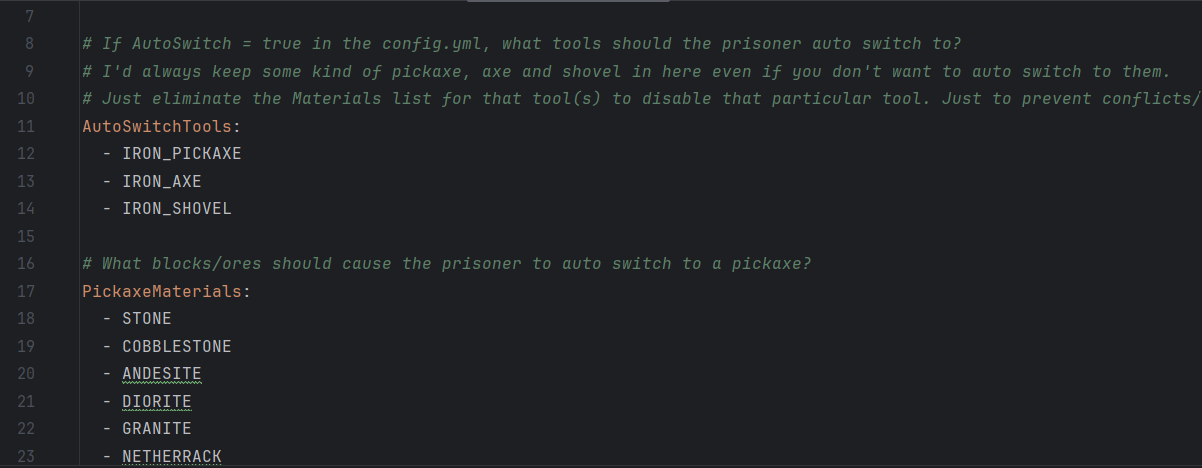 7
8 # If AutoSwitch = true in the config.yml, what tools should the prisoner auto switch to?
9 # I'd always keep some kind of pickaxe, axe and shovel in here even if you don't want to auto switch to them.
10 # Just eliminate the Materials list for that tool(s) to disable that particular tool. Just to prevent conflicts/
11 AutoSwitchTools:
12 - IRON_PICKAXE
13 - IRON_AXE
14 - IRON_SHOVEL
15
16 # What blocks/ores should cause the prisoner to auto switch to a pickaxe?
17 PickaxeMaterials:
18 - STONE
19 - COBBLESTONE
20 - ANDESITE
21 - DIORITE
22 - GRANITE
23 - NETHERRACK